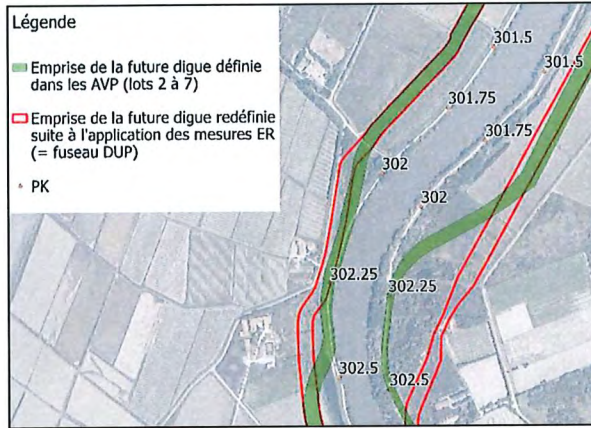 Légende
Emprise de la future digue définie
dans les AVP (lots 2 à 7)
Emprise de la future digue redéfinie
suite à l'application des mesures ER
(= fuseau DUP)
PK
301.5
301.5
301.75
301.75
302
302
302.25
302.25
302.5
302.5